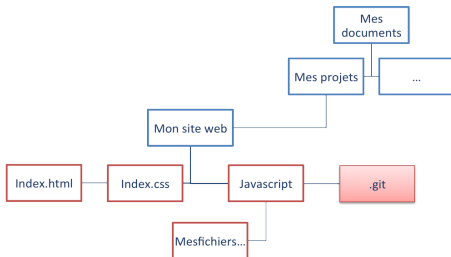 Mes
documents
Mes projets
...
Mon site web
Index.html
Index.css
Javascript
.git
Mesfichiers...